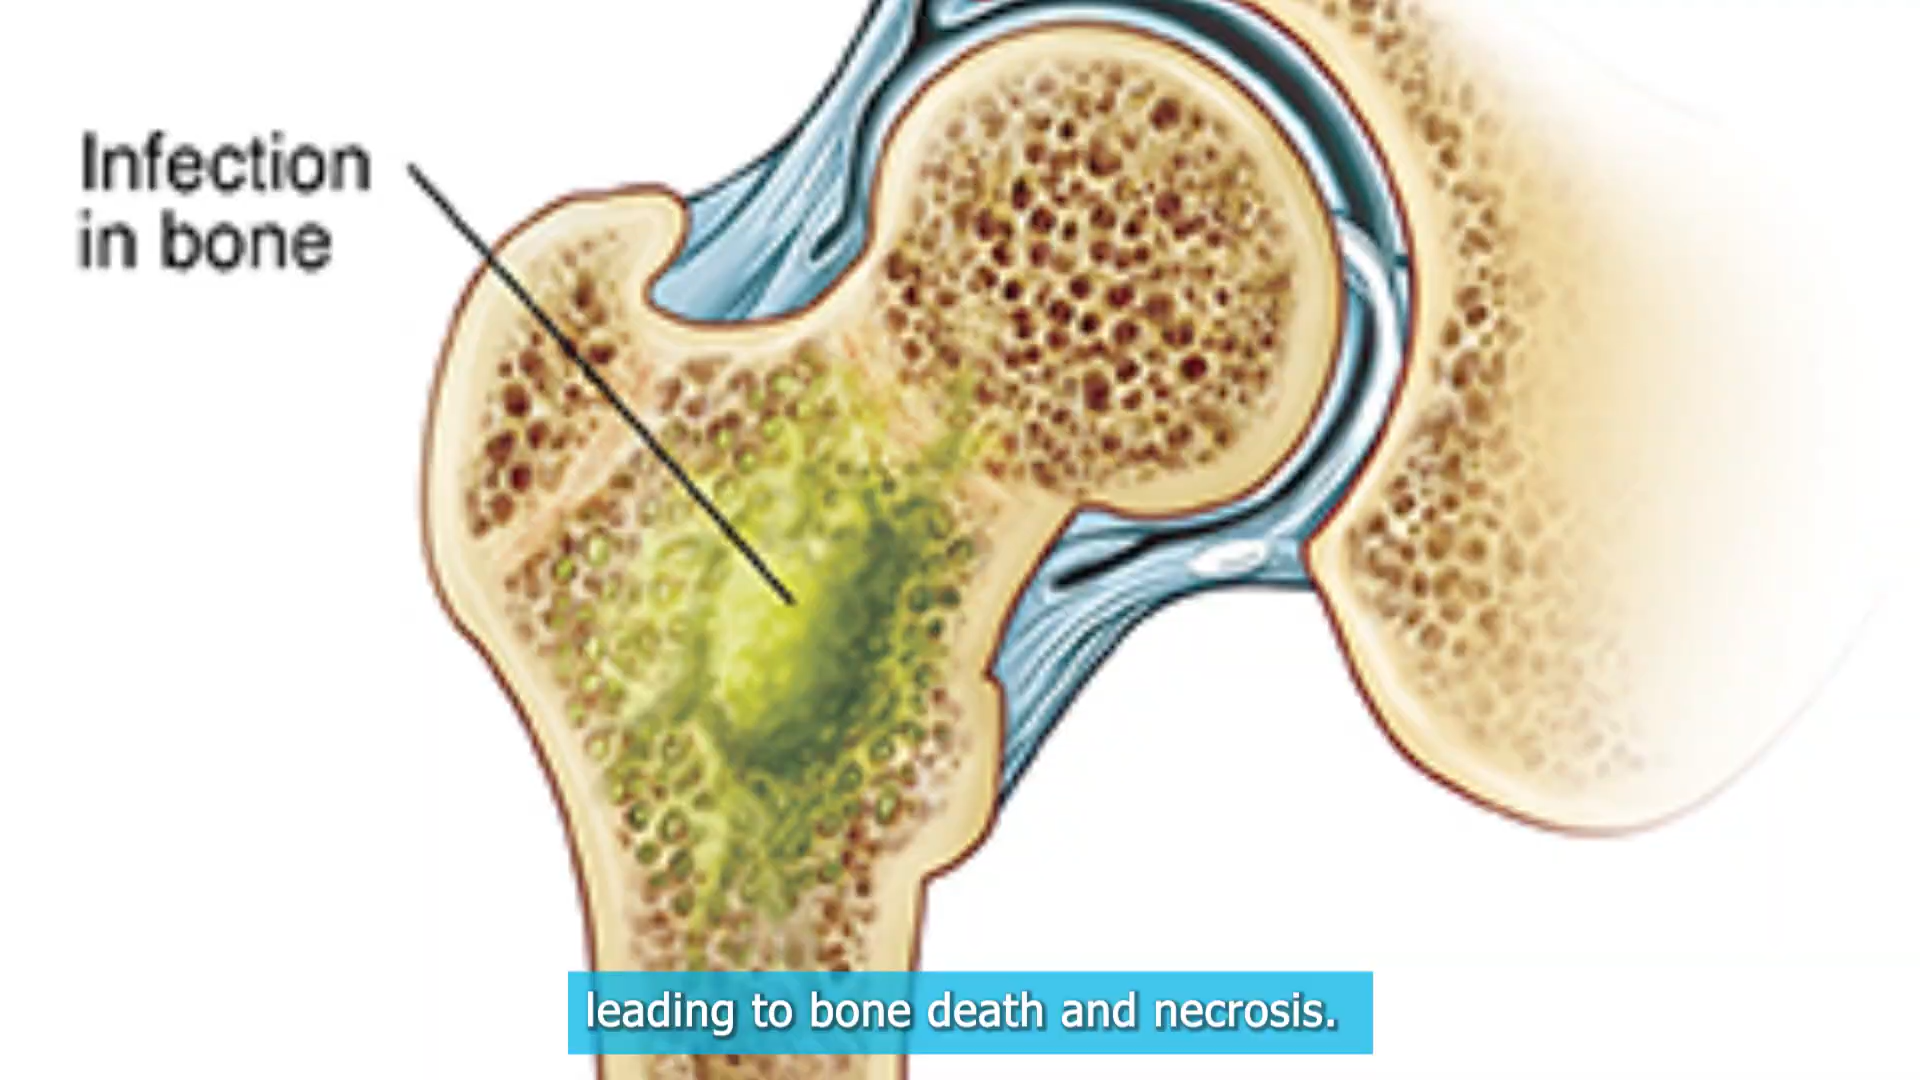 Infection
in bone
leading to bone death and necrosis.